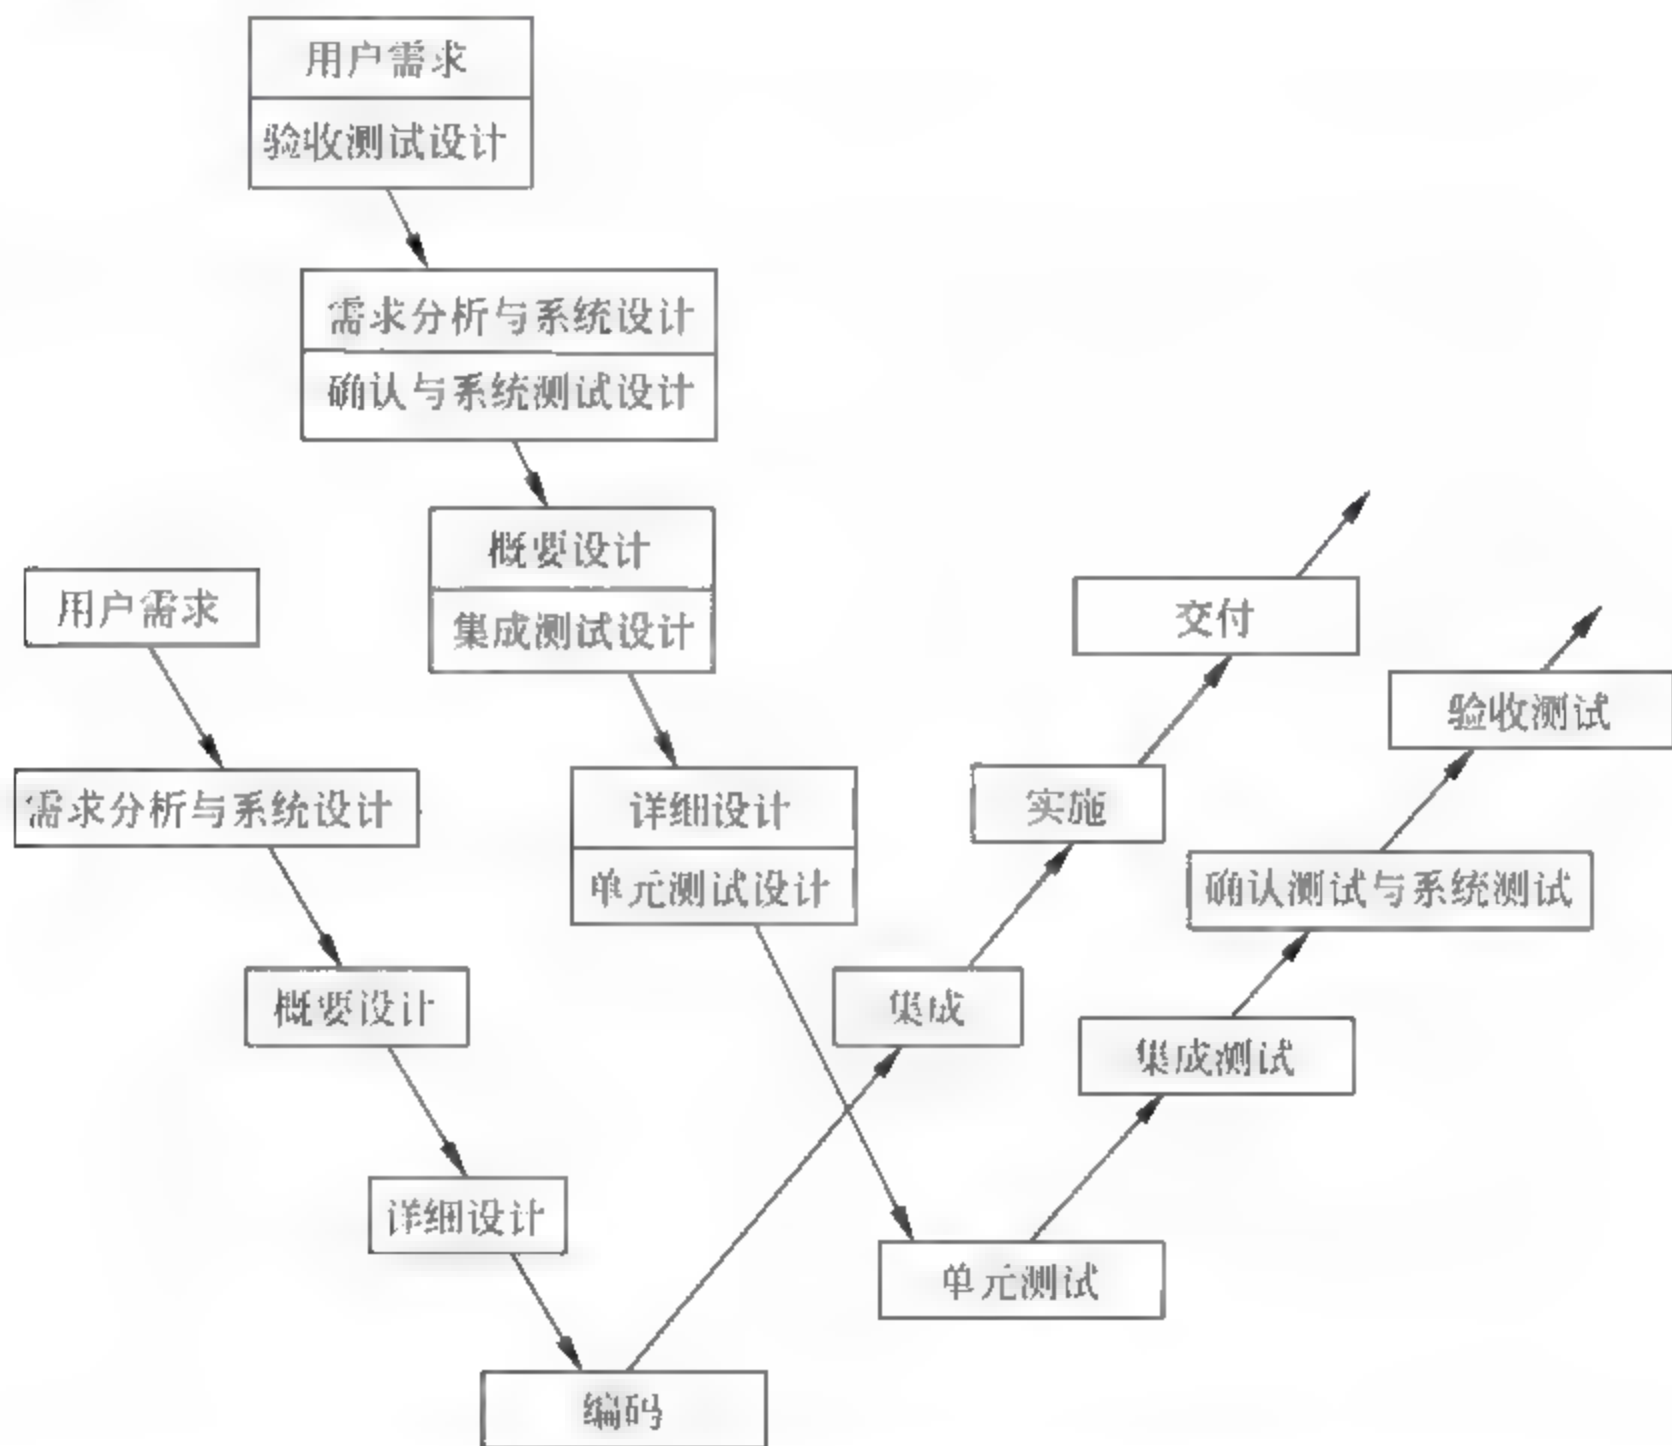 用户需求
验收测试设计
需求分析与系统设计
确认与系统测试设计
概要设计
集成测试设计
用户需求
交付
验收测试
需求分析与系统设计
详细设计
单元测试设计
实施
确认测试与系统测试
概要设计
集成
集成测试
详细设计
单元测试
编码